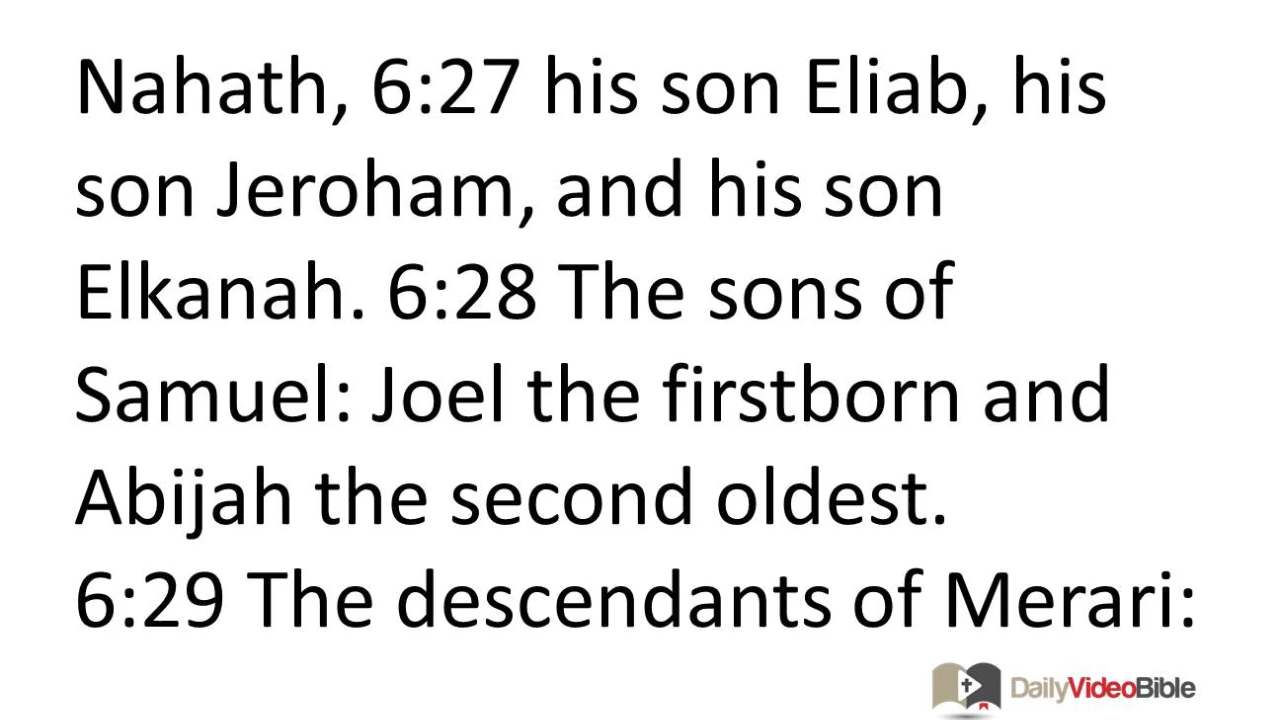 Nahath, 6:27 his son Eliab, his
son Jeroham, and his son
Elkanah. 6:28 The sons of
Samuel: Joel the firstborn and
Abijah the second oldest.
6:29 The descendants of Merari:
DailyVideoBible